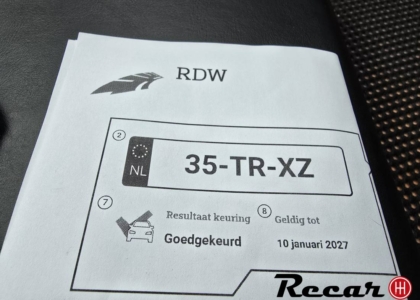 RDW
2
NL
35-TR-XZ
7
Resultaat keuring
8
Geldig tot
Goedgekeurd
10 januari 2027
Recar